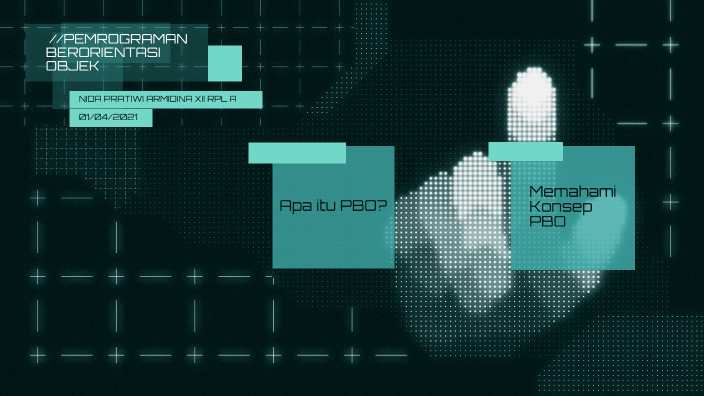 //PEMROGRAMAN
BERORIENTASI
OBJEK
NIDA PRATIWI ARMIDINA XII RPL A
01/04/2021
Apa itu PBO?
Memahami
Konsep
PBO